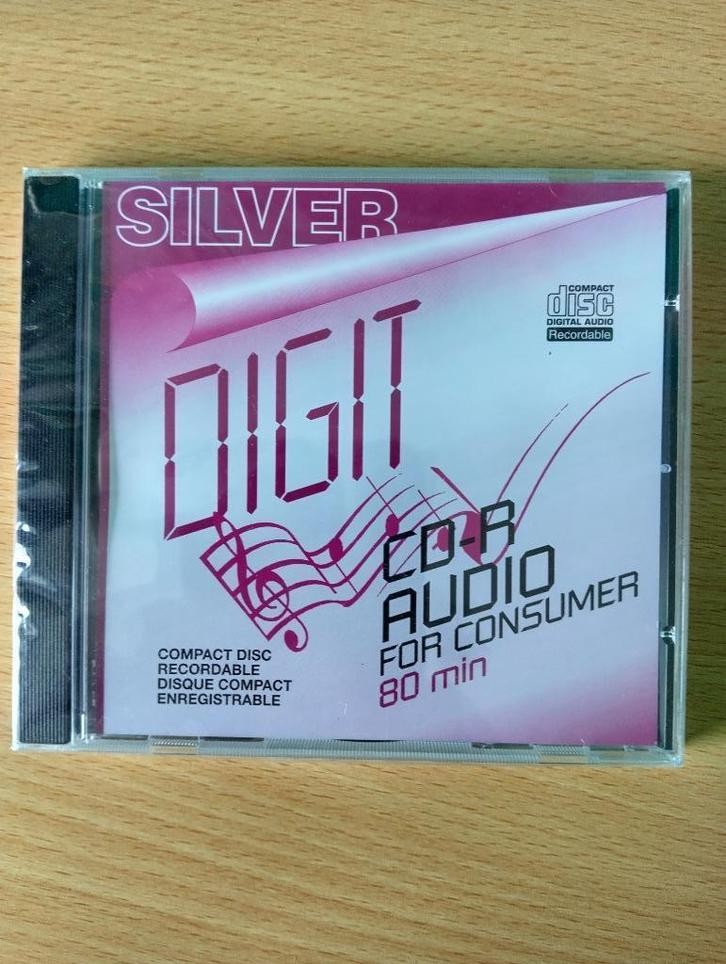 SILVER
DIGIT
COMPACT
disc
DIGITAL AUDIO
Recordable
CD-R
AUDIO
FOR CONSUMER
80 min
COMPACT DISC
RECORDABLE
DISQUE COMPACT
ENREGISTRABLE